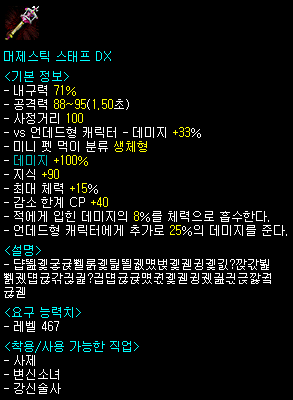 머제스틱 스태프 DX
<기본 정보>
- 내구력 71%
- 공격력 88~95(1,50초)
- 사정거리 100
- vs 언데드형 캐릭터 - 데미지 +33%
- 미니 펫 먹이 분류 생체형
- 데미지 +100%
- 지식 +90
- 최대 체력 +15%
- 감소 한계 CP +40
- 적에게 입힌 데미지의 8%를 체력으로 흡수한다.
- 언데드형 캐릭터에게 추가로 25%의 데미지를 준다.
<설명>
<요구 능력치>
- 레벨 467
<착용/사용 가능한 직업>
- 사제
- 변신소녀
- 강신술사